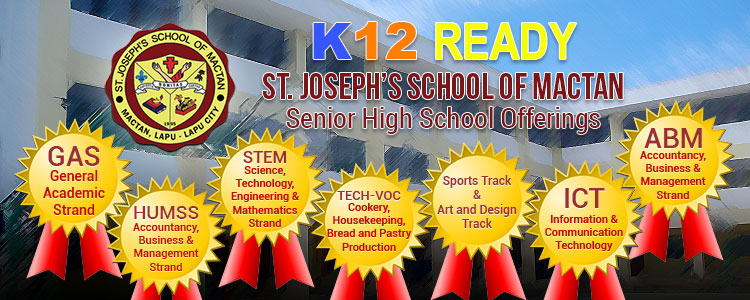 K12 READY
ST. JOSEPH'S SCHOOL OF MACTAN
Senior High School Offerings
ST. JOSEPH'S SCHOOL OF MACTAN
MACTAN, LAPU - LAPU CITY
GAS
General
Academic
Strand
HUMSS
Accountancy,
Business &
Management
Strand
STEM
Science,
Technology,
Engineering &
Mathematics
Strand
TECH-VOC
Cookery,
Housekeeping,
Bread and Pastry
Production
Sports Track
&
Art and Design
Track
ICT
Information &
Communication
Technology
ABM
Accountancy,
Business &
Management
Strand